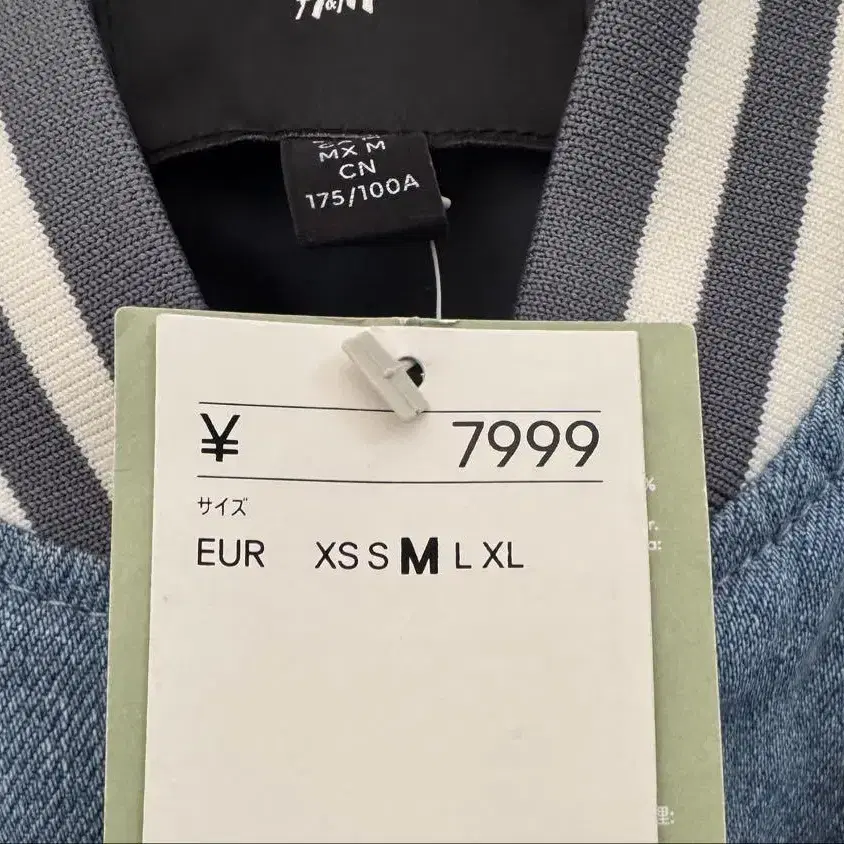 H&M
MX M
CN
175/100A
¥ 7999
サイズ
EUR XS S M L XL
%
r.
a: